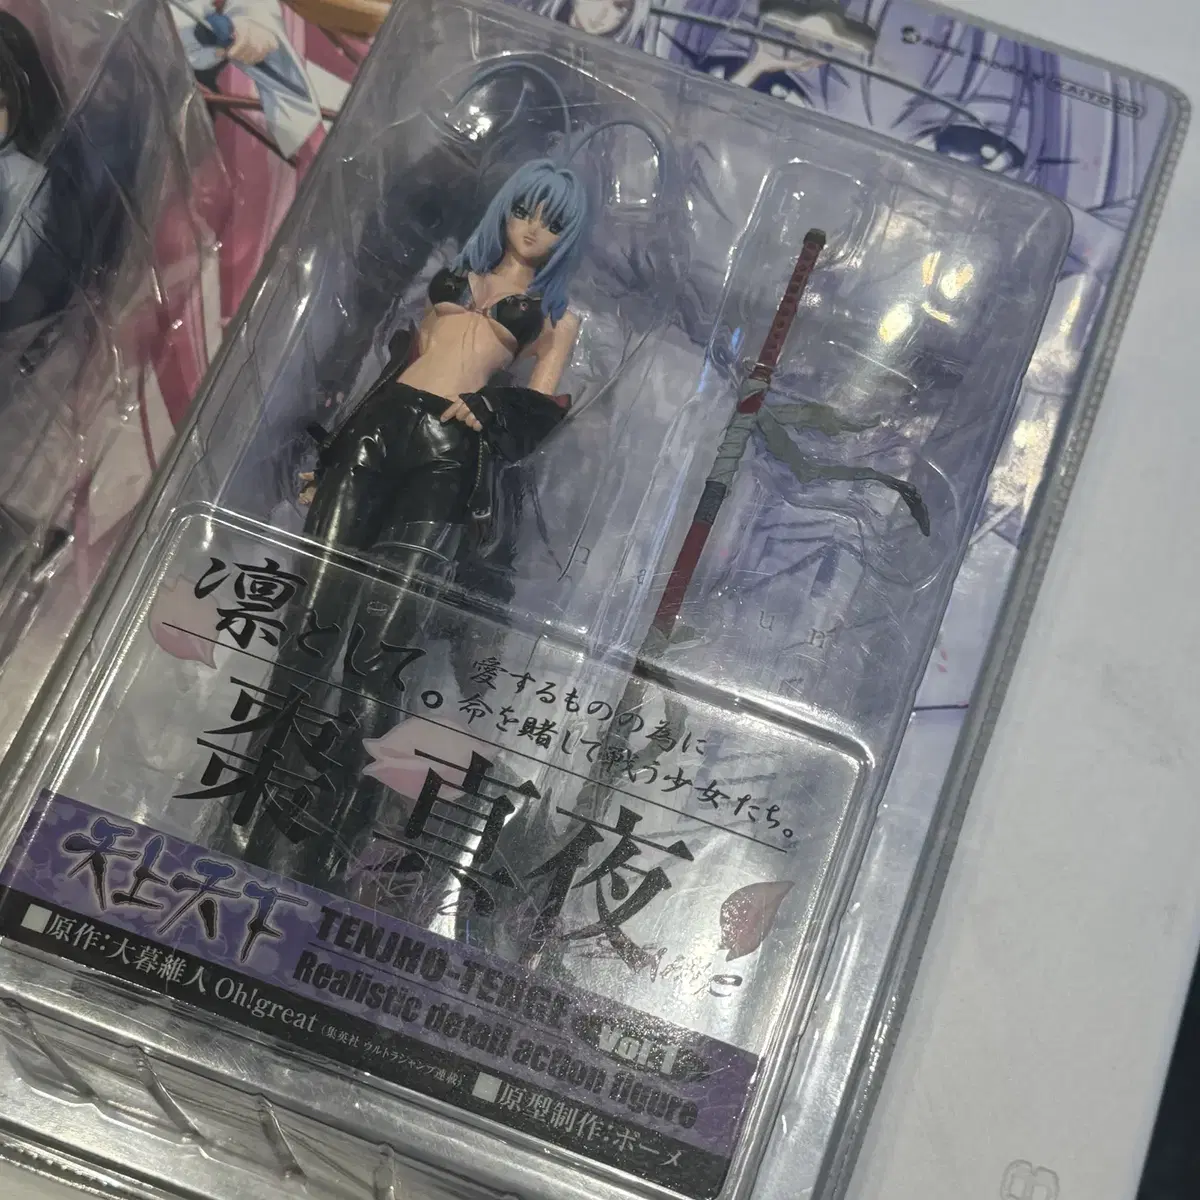 KAIYODO
凛として。
愛するものの為に
命を賭して戦う少女たち。
棗 真夜
天上天下
TENJHO-TENGE Vol.1
Realistic detail action figure
■原作:大暮維人 Oh!great (集英社 ウルトラジャンプ連載)
■原型制作:ボーメ